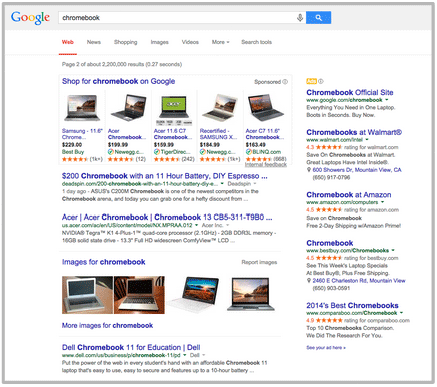 Google
chromebook
Web News Shopping Images Videos More Search tools
Page 2 of about 2,200,000 results (0.27 seconds)
Shop for chromebook on Google
Sponsored
Samsung - 11.6" Chrome...
$229.00
Best Buy
(1k+)
Acer Chromebook...
$199.99
Newegg.c...
(12)
Acer 11.6 C7 Chromebook...
$159.99
TigerDirec...
(242)
Recertified - SAMSUNG X...
$184.99
Newegg.c...
(1k+)
Acer C7 11.6" Chromebook...
$163.49
BLINQ.com
(668)
Internal feedback
$200 Chromebook with an 11 Hour Battery, DIY Espresso ...
deadspin.com/200-chromebook-with-an-11-hour-battery-diy-e... Deadspin
1 day ago - ASUS's C200M Chromebook is one of the newest competitors in the
Chromebook arena, and today you can grab one for a hefty discount from ...
Acer | Acer Chromebook | Chromebook 13 CB5-311-T9B0 ...
us.acer.com/ac/en/US/content/model/NX.MPRAA.012 Acer Inc.
NVIDIA® Tegra™ K1 4-Plus-1™ quad-core processor (2.1GHz) - 2GB DDR3L memory -
16GB solid state drive - 13.3" Full HD widescreen ComfyView™ LCD ...
Images for chromebook
Report images
More images for chromebook
Dell Chromebook 11 for Education | Dell
www.dell.com/us/business/p/chromebook-11/pd Dell
Put the power of the web in every student's hand with an affordable Chromebook 11
laptop that's easy to use, easy to secure and features up to a 10-hour battery ...
Ad
Chromebook Official Site
www.google.com/chromebook
Everything You Need in One Laptop.
Boots in Seconds. Buy Now.
Chromebooks at Walmart®
www.walmart.com/Intel
4.3 rating for walmart.com
Save on Chromebooks at Walmart
Great Laptops Have Intel Inside®.
600 Showers Dr, Mountain View, CA
(650) 917-0796
Chromebook at Amazon
www.amazon.com/computers
rating for amazon.com
Save on Chromebook
Free 2-Day Shipping w/Amazon Prime!
Chromebook
www.bestbuy.com/Chromebooks
rating for bestbuy.com
See This Week's Laptop Specials
At Best Buy®, Plus Free Shipping.
2460 E Charleston Rd, Mountain View
(650) 903-0591
2014's Best Chromebooks
www.comparaboo.com/Chromebooks
rating for comparaboo.com
Top 10 Chromebooks Comparison.
We Did The Research For You.
See your ad here »